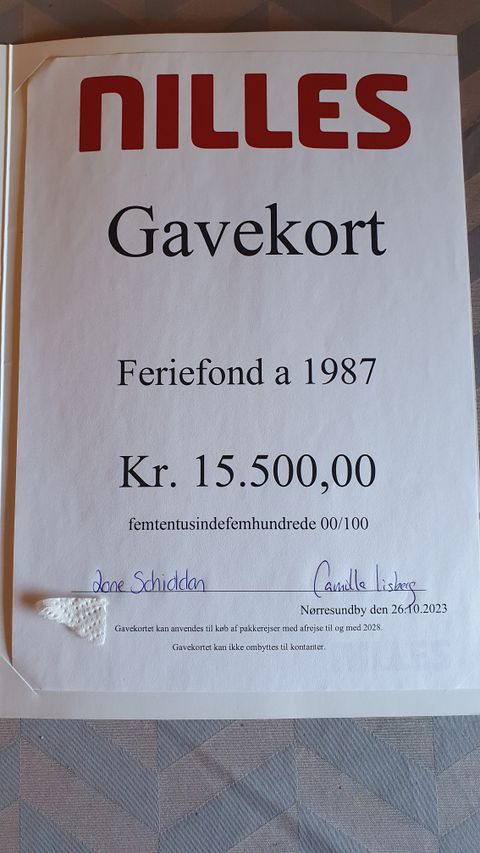 NILLES
Gavekort
Feriefond a 1987
Kr. 15.500,00
femtentusindefemhundrede 00/100
Camilla Lisberg
Nørresundby den 26.10.2023
Gavekortet kan anvendes til køb af pakkerejser med afrejse til og med 2028.
Gavekortet kan ikke ombyttes til kontanter.